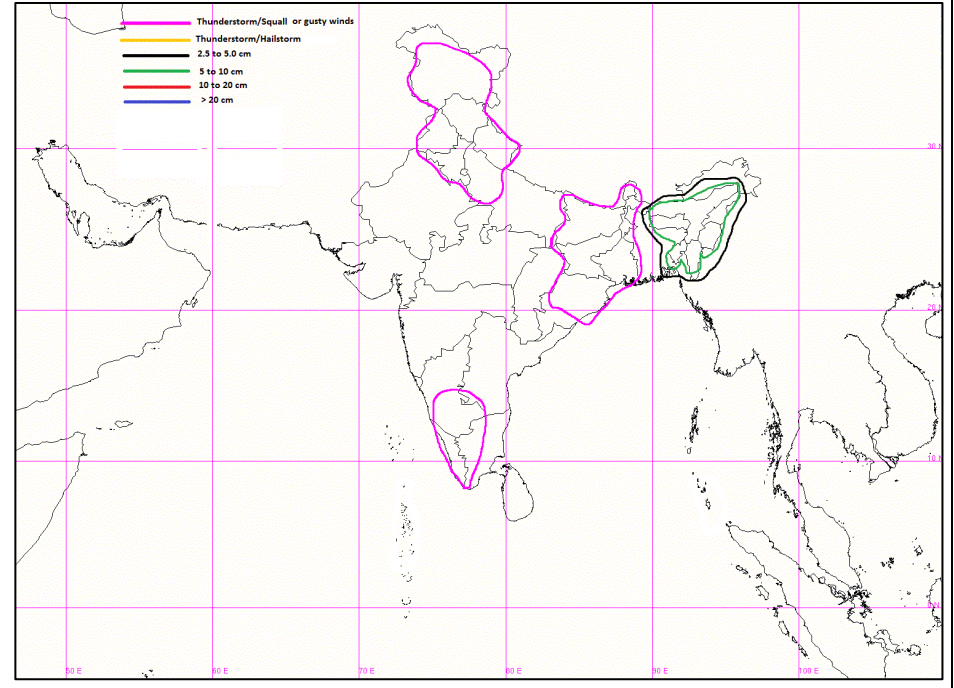 Thunderstorm/Squall or gusty winds
Thunderstorm/Hailstorm
2.5 to 5.0 cm
5 to 10 cm
10 to 20 cm
> 20 cm
30 N
20 N
10 N
50 E
60 E
70 E
80 E
90 E
100 E